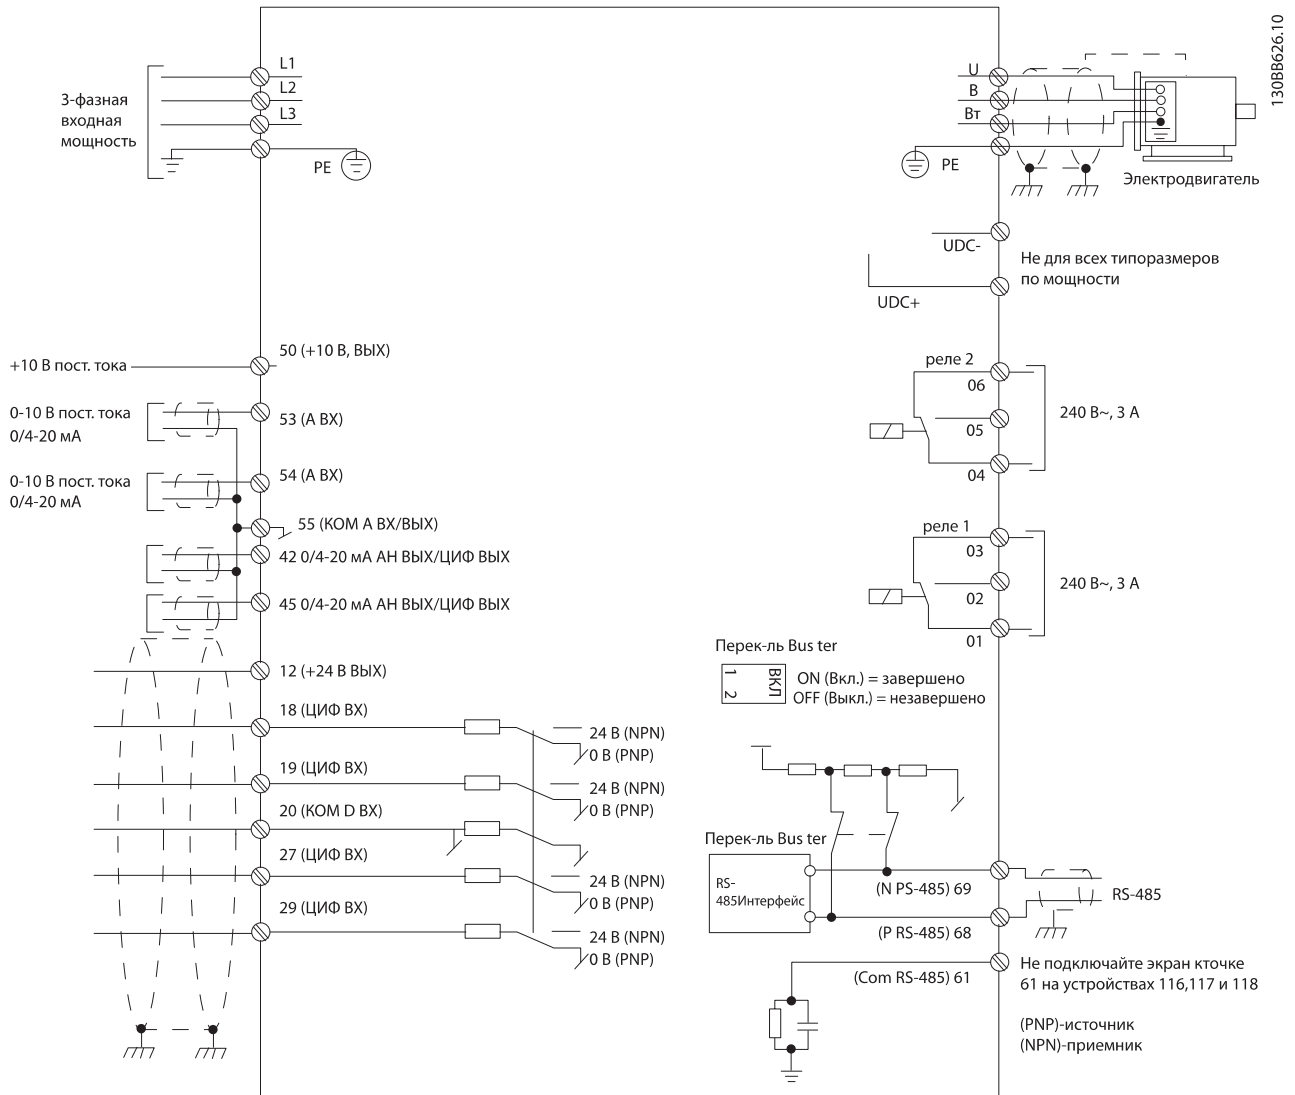 130BB626.10
3-фазная
входная
мощность
L1
L2
L3
PE
U
В
Вт
PE
Электродвигатель
UDC-
UDC+
Не для всех типоразмеров
по мощности
+10 В пост. тока
50 (+10 В, ВЫХ)
0-10 В пост. тока
0/4-20 мА
53 (А ВХ)
0-10 В пост. тока
0/4-20 мА
54 (А ВХ)
55 (КОМ А ВХ/ВЫХ)
42 0/4-20 мА АН ВЫХ/ЦИФ ВЫХ
45 0/4-20 мА АН ВЫХ/ЦИФ ВЫХ
12 (+24 В ВЫХ)
18 (ЦИФ ВХ)
24 В (NPN)
0 В (PNP)
19 (ЦИФ ВХ)
24 В (NPN)
0 В (PNP)
20 (КОМ D ВХ)
27 (ЦИФ ВХ)
24 В (NPN)
0 В (PNP)
29 (ЦИФ ВХ)
24 В (NPN)
0 В (PNP)
реле 2
06
05
04
240 В~, 3 А
реле 1
03
02
01
240 В~, 3 А
Перек-ль Bus ter
1
2
ВКЛ
ON (Вкл.) = завершено
OFF (Выкл.) = незавершено
Перек-ль Bus ter
RS-
485Интерфейс
(N PS-485) 69
(P RS-485) 68
RS-485
(Com RS-485) 61
Не подключайте экран кточке
61 на устройствах 116,117 и 118
(PNP)-источник
(NPN)-приемник